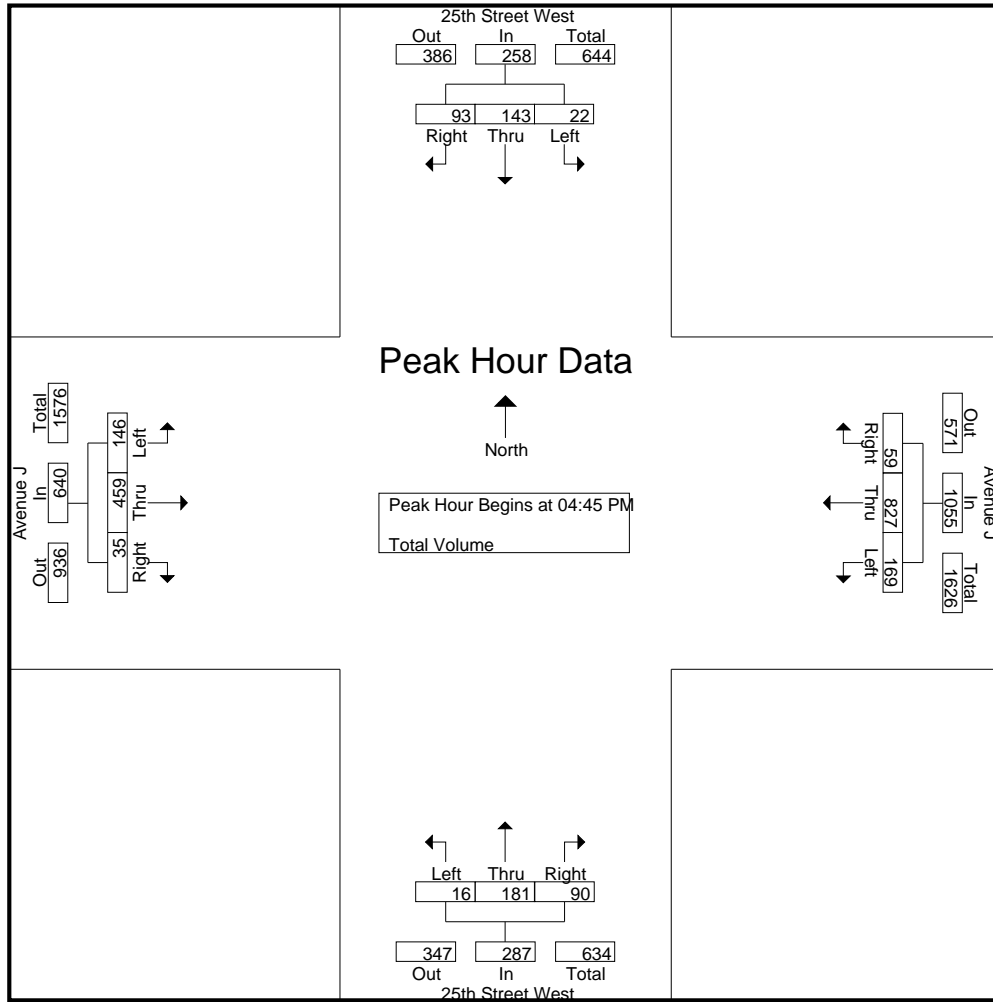 25th Street West
Out In Total
386 258 644
93 143 22
Right Thru Left
Peak Hour Data
North
Peak Hour Begins at 04:45 PM
Total Volume
Avenue J
Total In Out
1576 640 936
146 459 35
Left Thru Right
Avenue J
Out In Total
571 1055 1626
59 827 169
Right Thru Left
Left Thru Right
16 181 90
347 287 634
Out In Total
25th Street West